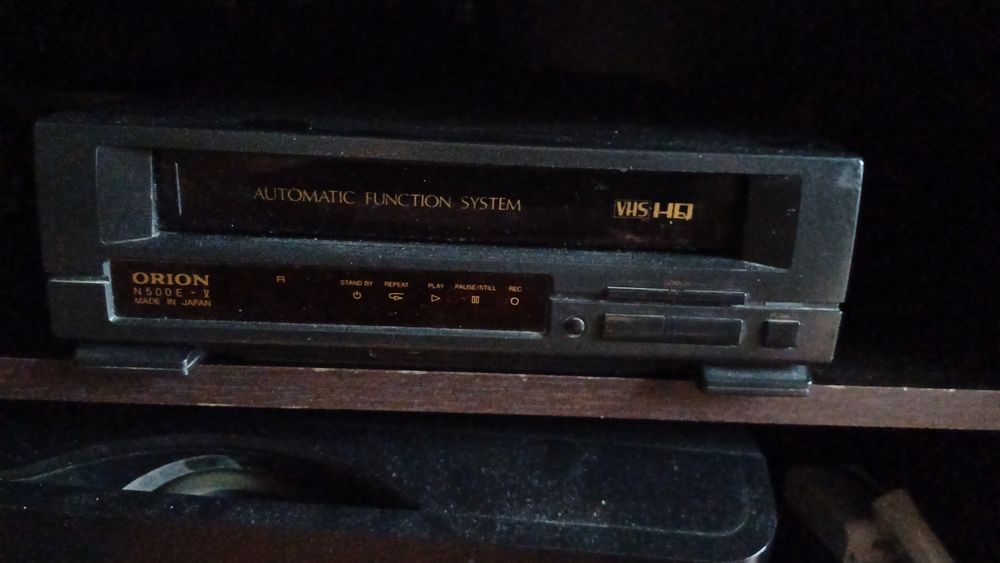 AUTOMATIC FUNCTION SYSTEM
VHS HQ
ORION
N500E-V
MADE IN JAPAN
STAND BY REPEAT PLAY PAUSE/STILL REC